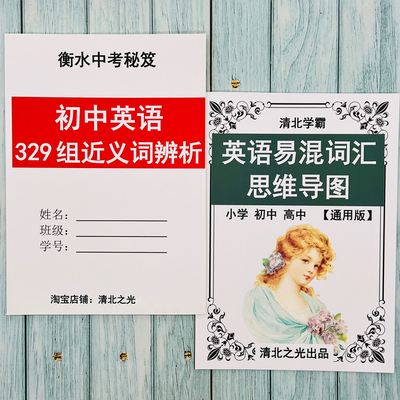 衡水中考秘笈
初中英语
329组近义词辨析
姓名：
班级：
学号：
淘宝店铺：清北之光
清北学霸
英语易混词汇
思维导图
小学 初中 高中 【通用版】
清北之光出品